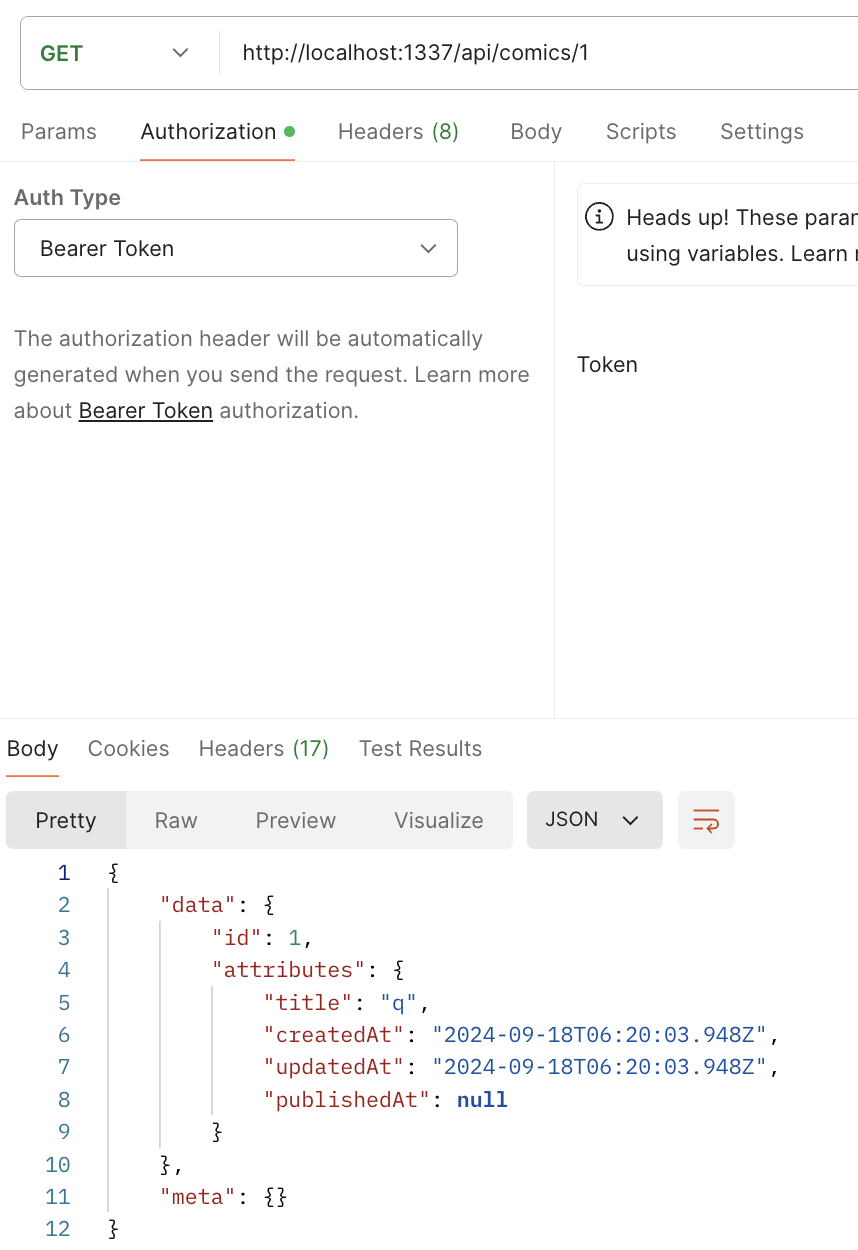 GET http://localhost:1337/api/comics/1
Params Authorization Headers (8) Body Scripts Settings
Auth Type
Bearer Token
The authorization header will be automatically
generated when you send the request. Learn more
about Bearer Token authorization.
Heads up! These param
using variables. Learn
Token
Body Cookies Headers (17) Test Results
Pretty Raw Preview Visualize JSON
1 {
2 "data": {
3 "id": 1,
4 "attributes": {
5 "title": "q",
6 "createdAt": "2024-09-18T06:20:03.948Z",
7 "updatedAt": "2024-09-18T06:20:03.948Z",
8 "publishedAt": null
9 }
10 },
11 "meta": {}
12 }